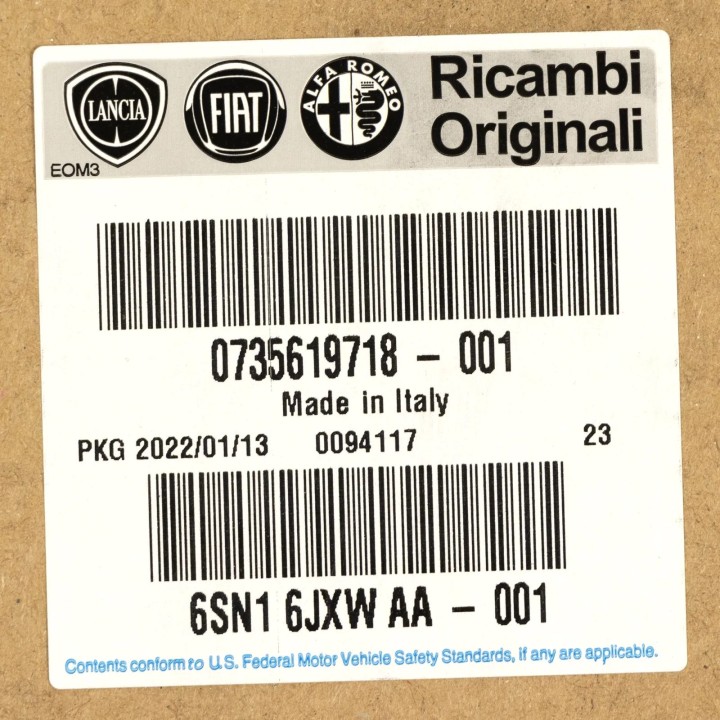 LANCIA
FIAT
ALFA ROMEO
Ricambi
Originali
EOM3
0735619718 – 001
Made in Italy
PKG 2022/01/13 0094117 23
6SN1 6JXW AA – 001
Contents conform to U.S. Federal Motor Vehicle Safety Standards, if any are applicable.